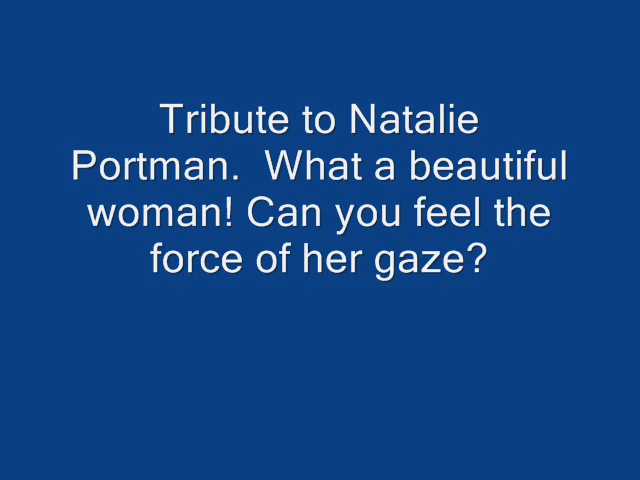 Tribute to Natalie
Portman.  What a beautiful
woman! Can you feel the
force of her gaze?